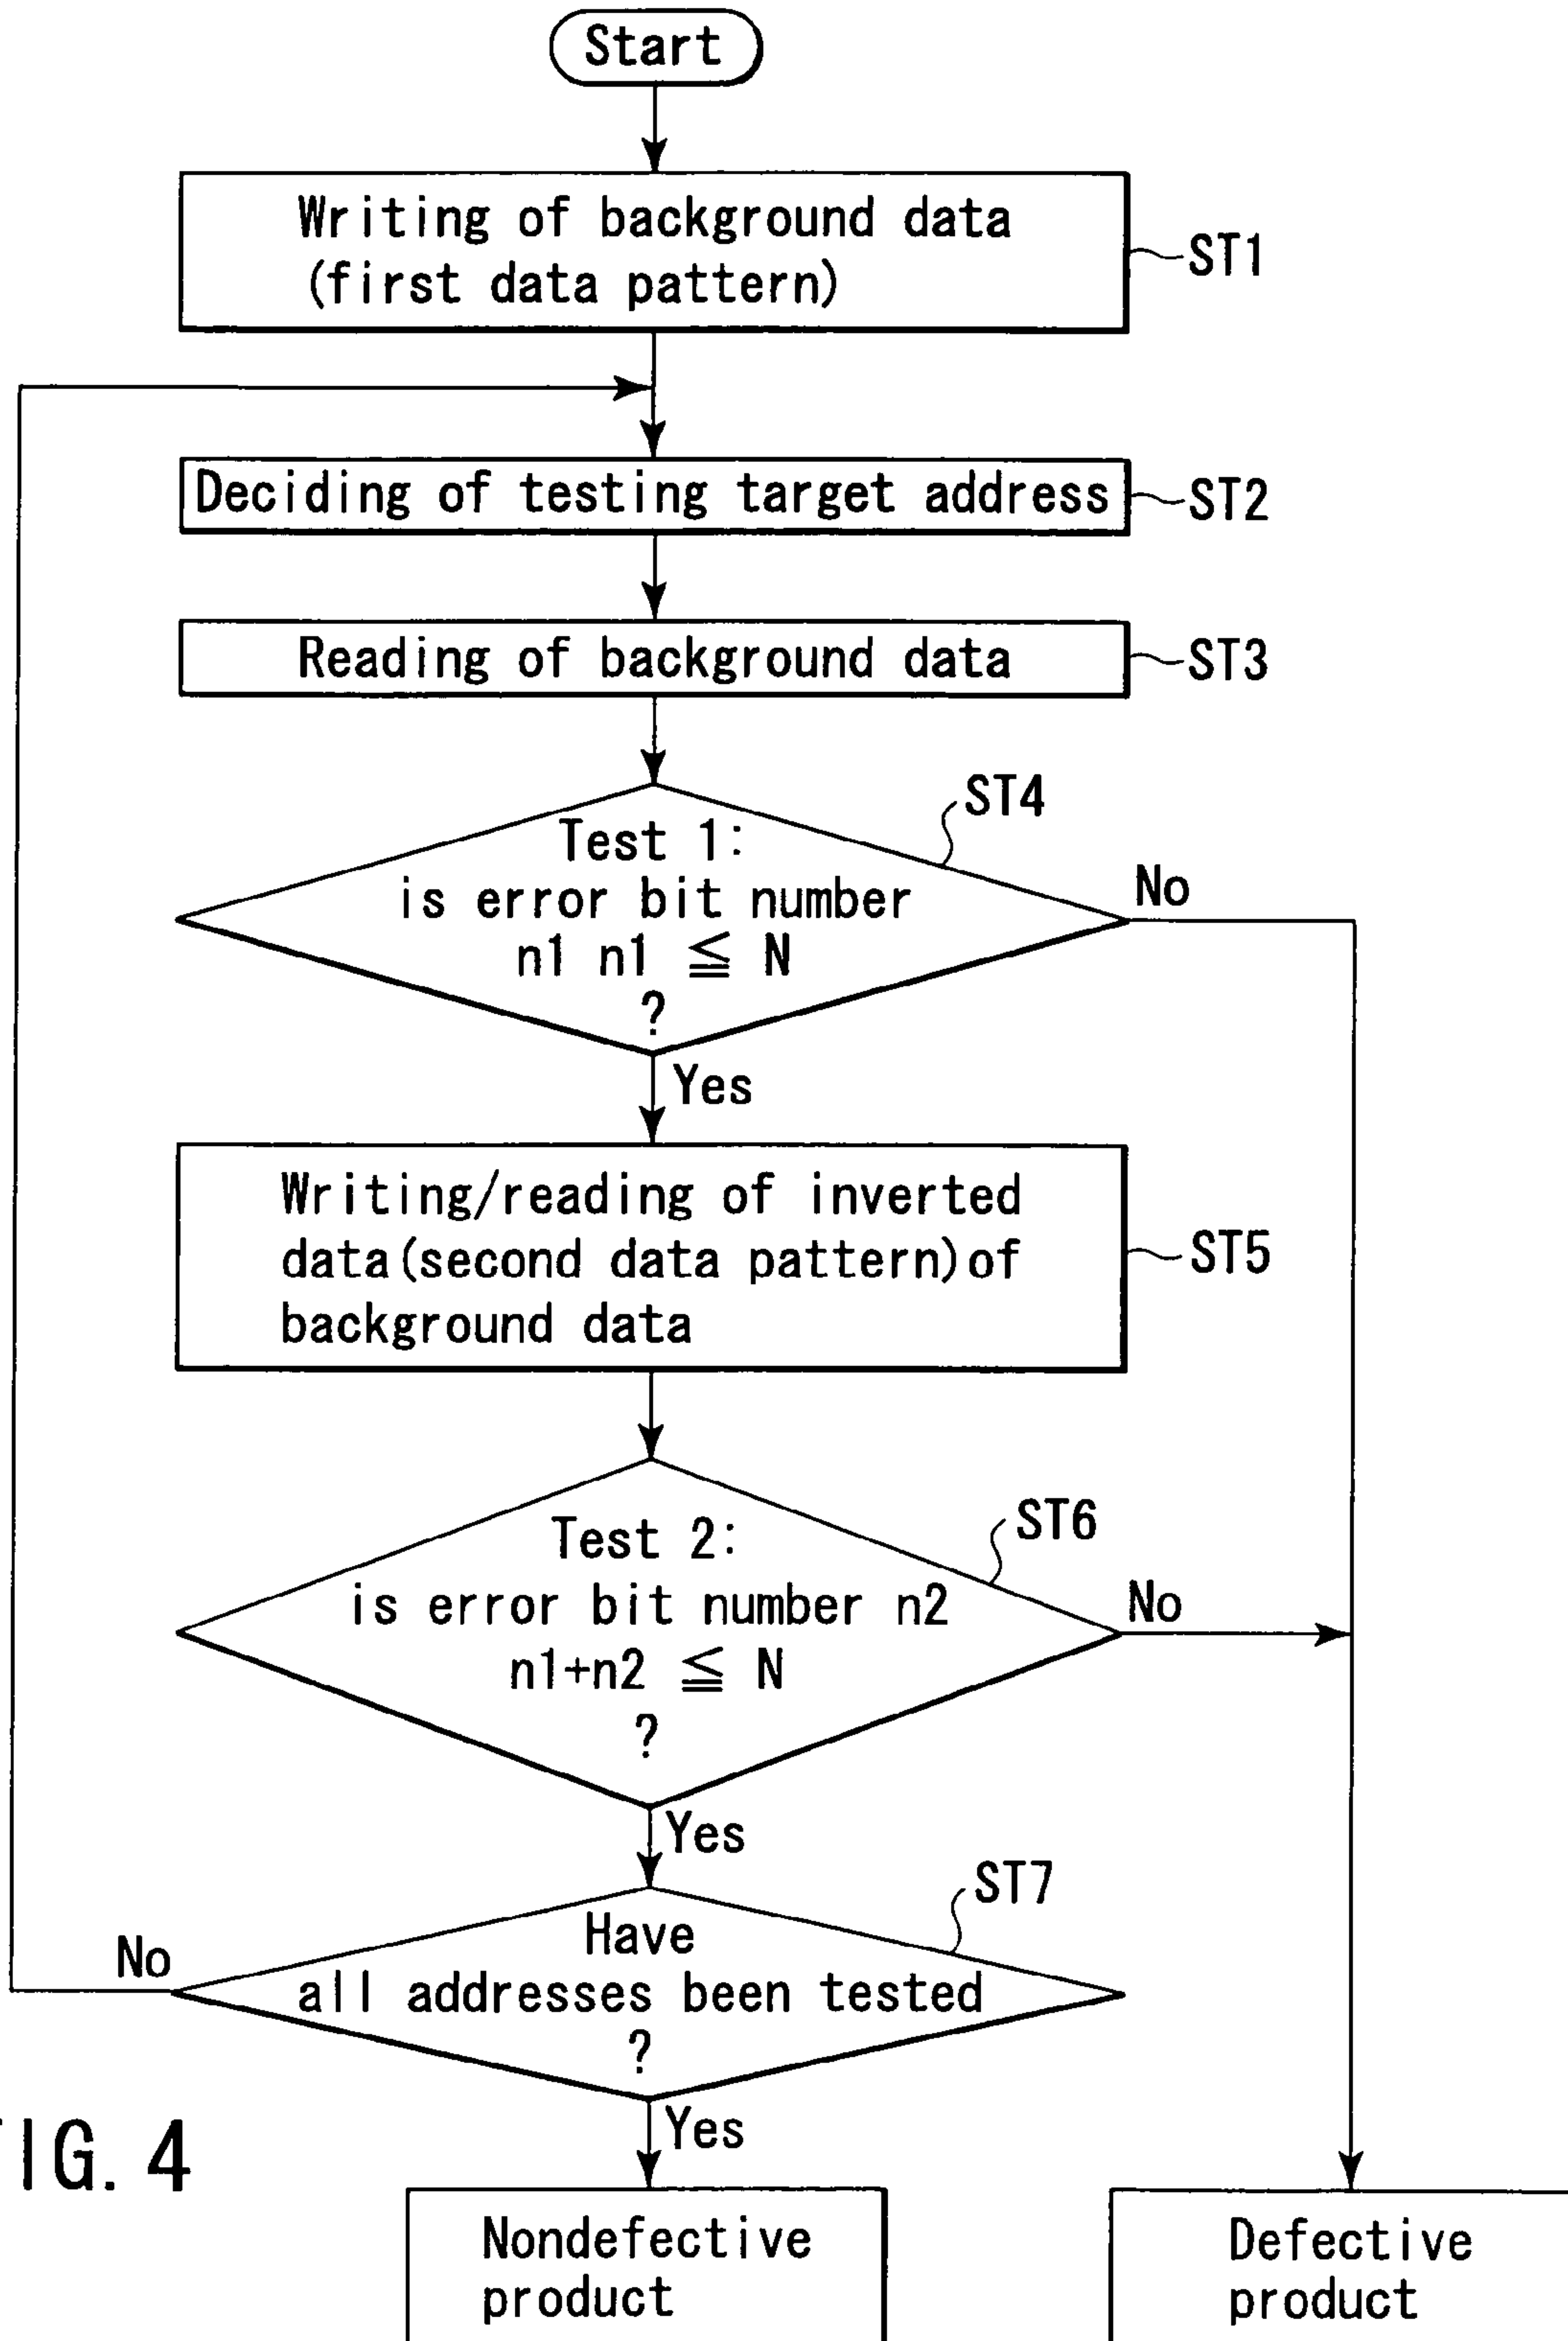 Start
Writing of background data
(first data pattern)
ST1
Deciding of testing target address
ST2
Reading of background data
ST3
ST4
Test 1:
is error bit number
n1 n1 ≦ N
?
No
Yes
Writing/reading of inverted
data(second data pattern)of
background data
ST5
ST6
Test 2:
is error bit number n2
n1+n2 ≦ N
?
No
Yes
ST7
Have
all addresses been tested
?
No
Yes
IG. 4
Nondefective
product
Defective
product